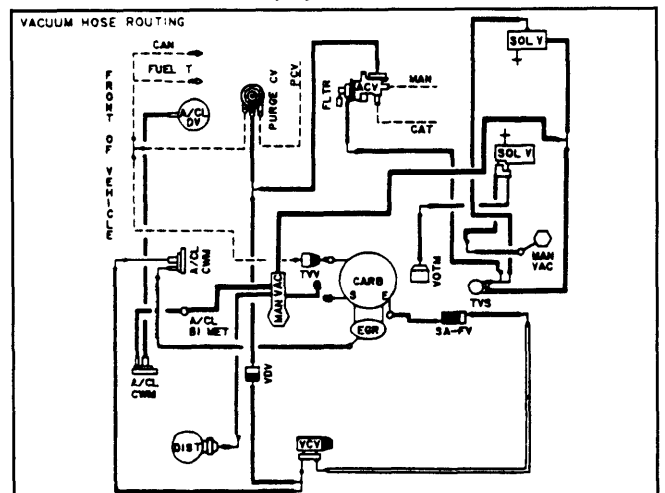 VACUUM HOSE ROUTING
CAN
FUEL T
FRONT OF VEHICLE
A/CL
DV
PURGE CV
PCV
FLTR
ACV
MAN
CAT
SOL V
SOL V
A/CL
CWM
TVV
MAN VAC
CARB
S
E
EGR
VOTM
MAN
VAC
TVS
A/CL
BI MET
SA-FV
A/CL
CWM
VDV
DIST
VCV